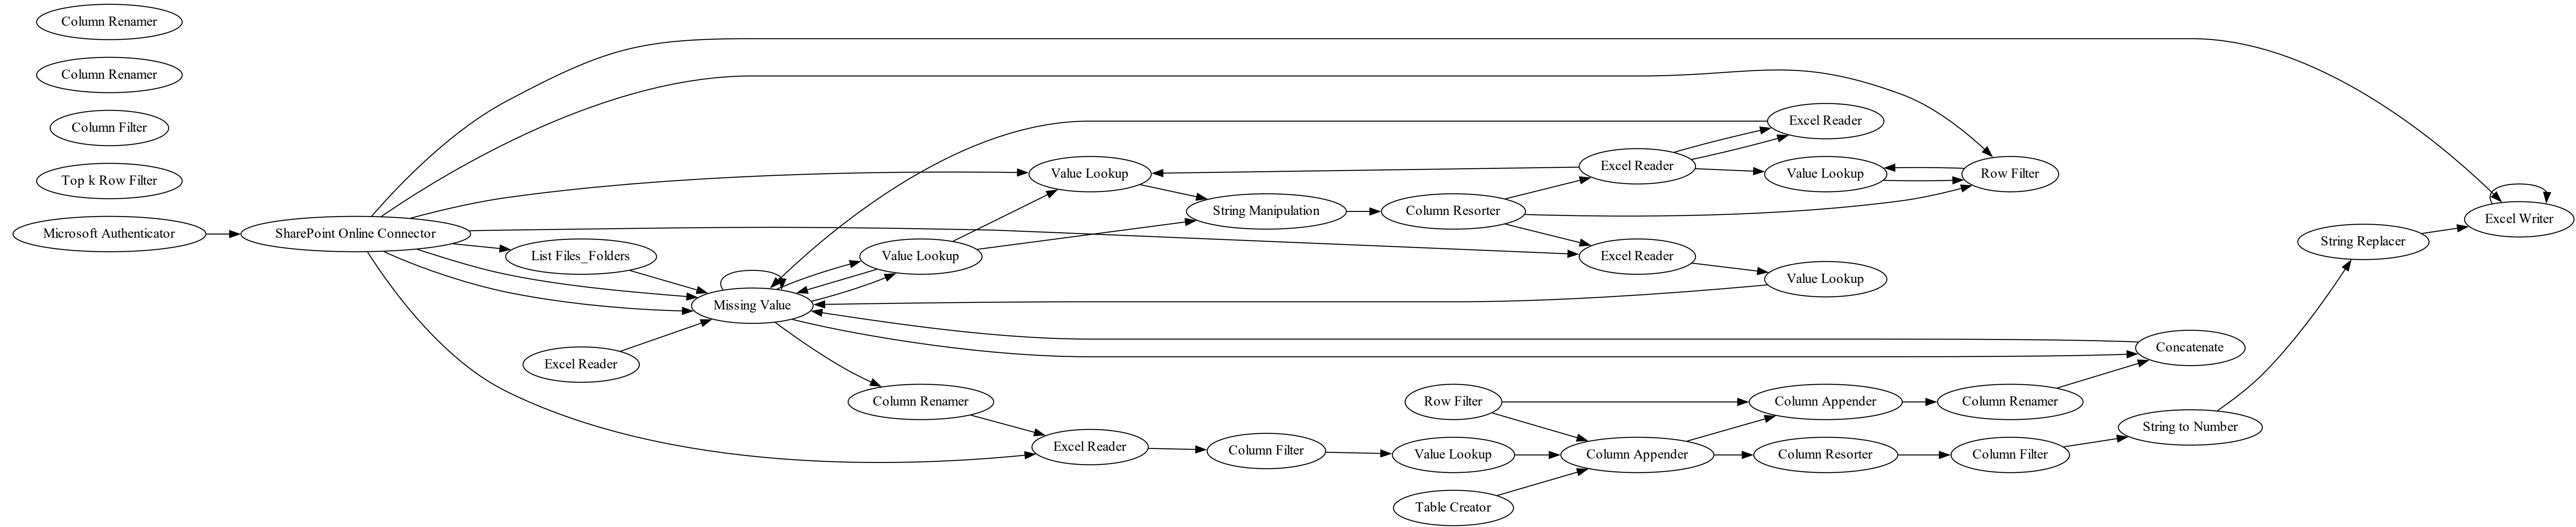 Column Renamer
Column Renamer
Column Filter
Top k Row Filter
Microsoft Authenticator
SharePoint Online Connector
List Files_Folders
Excel Reader
Missing Value
Value Lookup
Column Renamer
Value Lookup
Excel Reader
String Manipulation
Column Filter
Column Resorter
Row Filter
Value Lookup
Table Creator
Excel Reader
Excel Reader
Column Appender
Excel Reader
Value Lookup
Value Lookup
Column Appender
Column Resorter
Row Filter
Column Renamer
Column Filter
Concatenate
String to Number
String Replacer
Excel Writer